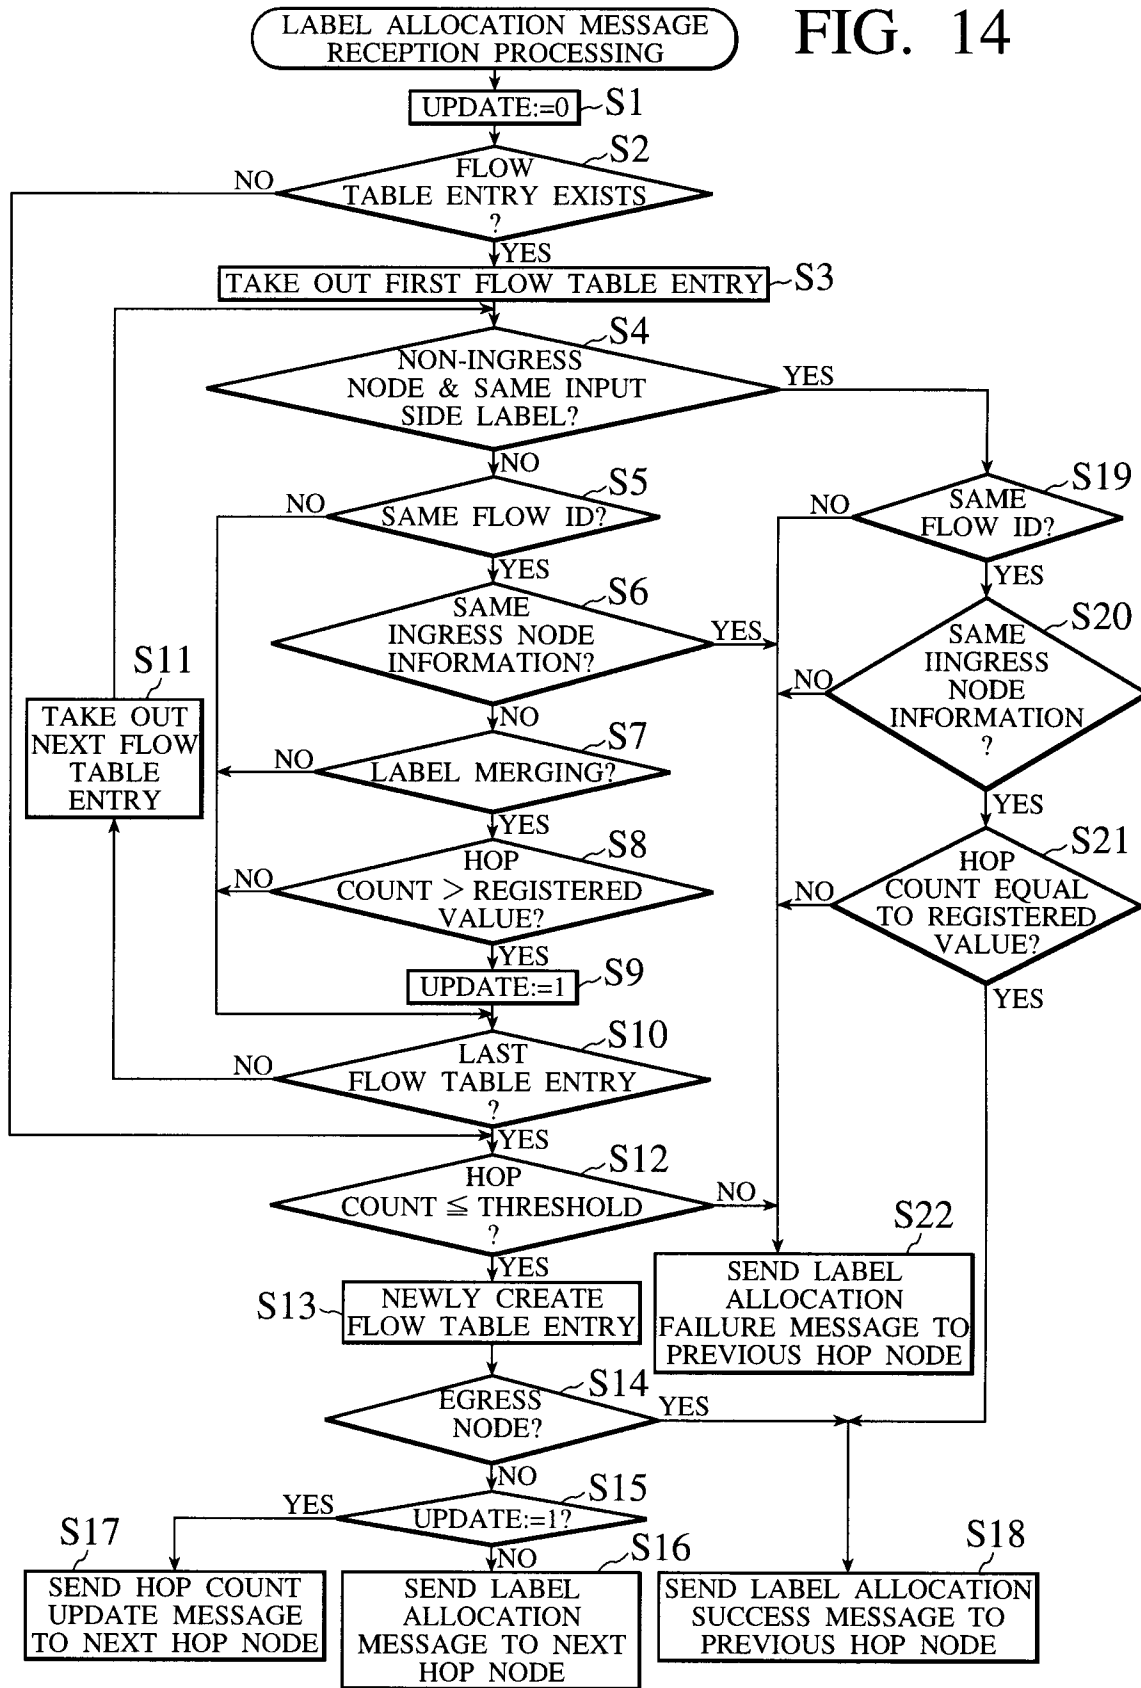 FIG. 14
LABEL ALLOCATION MESSAGE
RECEPTION PROCESSING
UPDATE:=0
S1
S2
FLOW
TABLE ENTRY EXISTS
?
NO
YES
TAKE OUT FIRST FLOW TABLE ENTRY
S3
S4
NON-INGRESS
NODE & SAME INPUT
SIDE LABEL?
YES
NO
S5
SAME FLOW ID?
NO
YES
S19
SAME
FLOW ID?
NO
YES
S6
SAME
INGRESS NODE
INFORMATION?
YES
NO
S20
SAME
IINGRESS
NODE
INFORMATION
?
NO
YES
S11
TAKE OUT
NEXT FLOW
TABLE
ENTRY
S7
LABEL MERGING?
NO
YES
S8
HOP
COUNT > REGISTERED
VALUE?
NO
YES
S21
HOP
COUNT EQUAL
TO REGISTERED
VALUE?
NO
YES
S9
UPDATE:=1
S10
LAST
FLOW TABLE ENTRY
?
NO
YES
S12
HOP
COUNT ≦ THRESHOLD
?
NO
YES
S22
SEND LABEL
ALLOCATION
FAILURE MESSAGE TO
PREVIOUS HOP NODE
S13
NEWLY CREATE
FLOW TABLE ENTRY
S14
EGRESS
NODE?
YES
NO
S15
UPDATE:=1?
YES
NO
S17
SEND HOP COUNT
UPDATE MESSAGE
TO NEXT HOP NODE
S16
SEND LABEL
ALLOCATION
MESSAGE TO NEXT
HOP NODE
S18
SEND LABEL ALLOCATION
SUCCESS MESSAGE TO
PREVIOUS HOP NODE